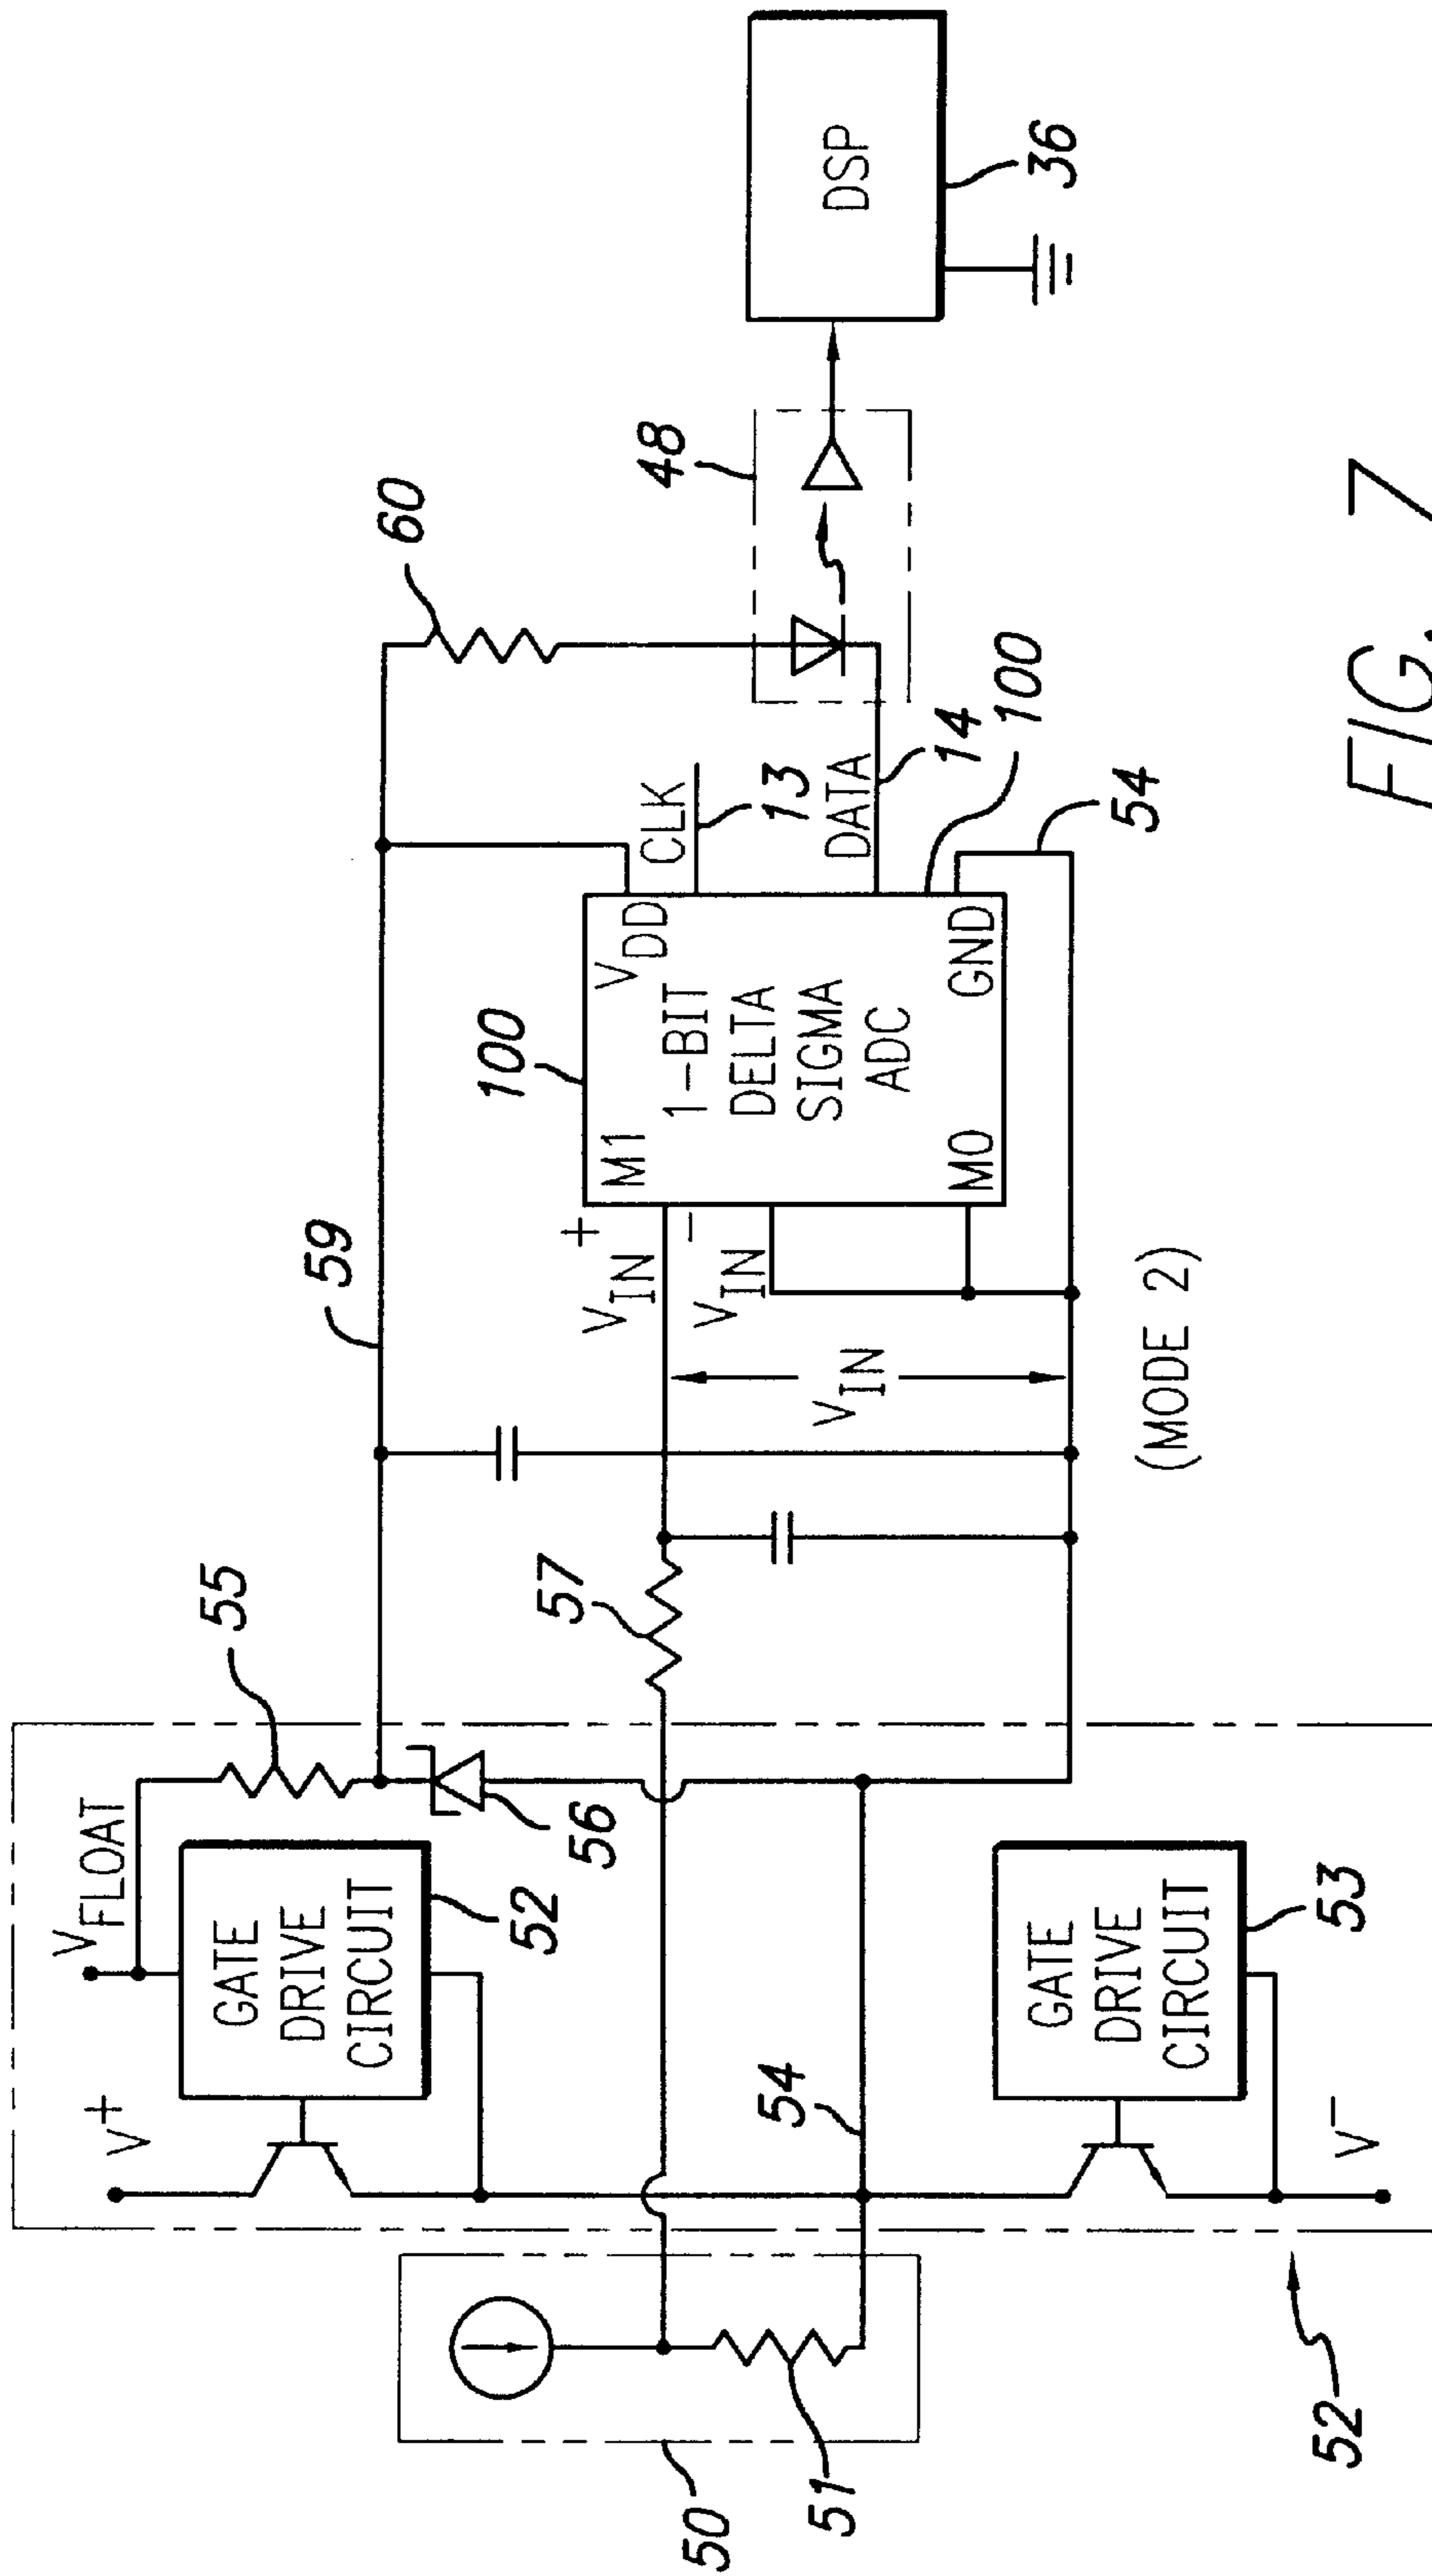 V+
VFLOAT
GATE
DRIVE
CIRCUIT
52
55
56
59
60
50
51
54
57
VIN +
VIN −
VIN
100
M1
VDD
1-BIT
DELTA
SIGMA
ADC
M0
GND
CLK
13
DATA
14
100
54
48
DSP
36
GATE
DRIVE
CIRCUIT
53
V−
52
(MODE 2)
FIG. 7